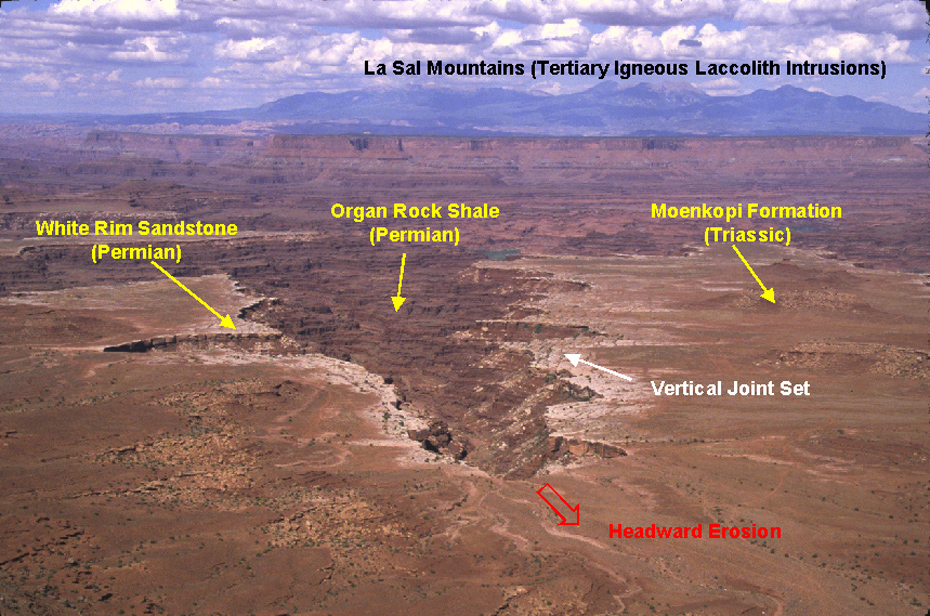 La Sal Mountains (Tertiary Igneous Laccolith Intrusions)
White Rim Sandstone
(Permian)
Organ Rock Shale
(Permian)
Moenkopi Formation
(Triassic)
Vertical Joint Set
Headward Erosion